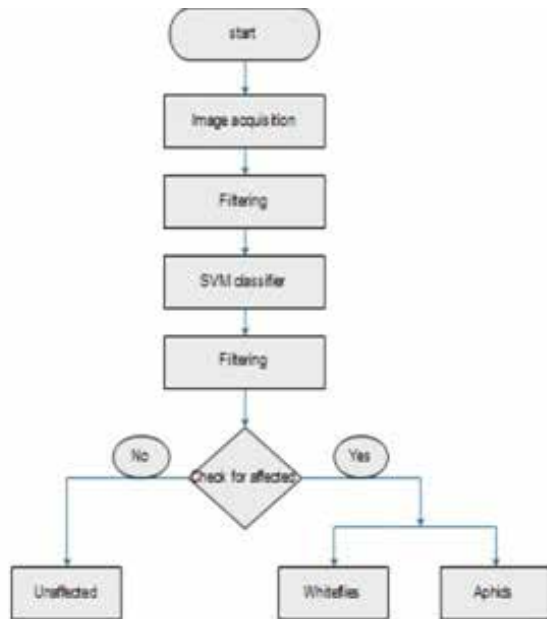 start
Image acquisition
Filtering
SVM classifier
Filtering
No
Yes
Check for affected
Unaffected
Whiteflies
Aphids